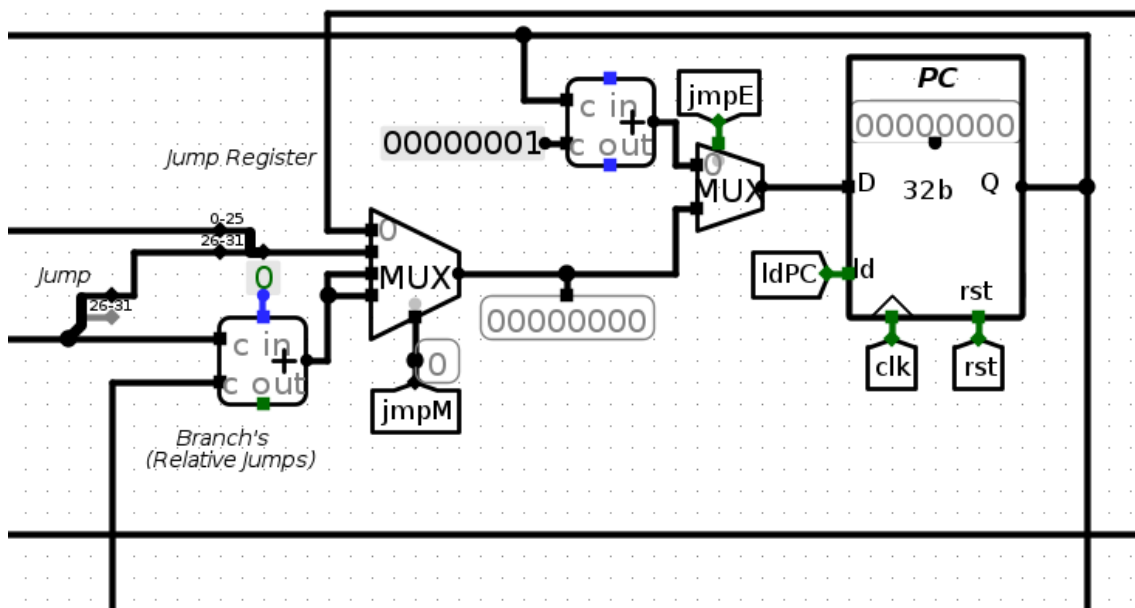 PC
jmpE
c in
+
00000000
00000001
c out
0
Jump Register
MUX
D
32b
Q
0-25
0
26-31
Jump
0
MUX
ldPC
ld
26-31
00000000
rst
c in
+
0
clk
rst
c out
jmpM
Branch's
(Relative Jumps)